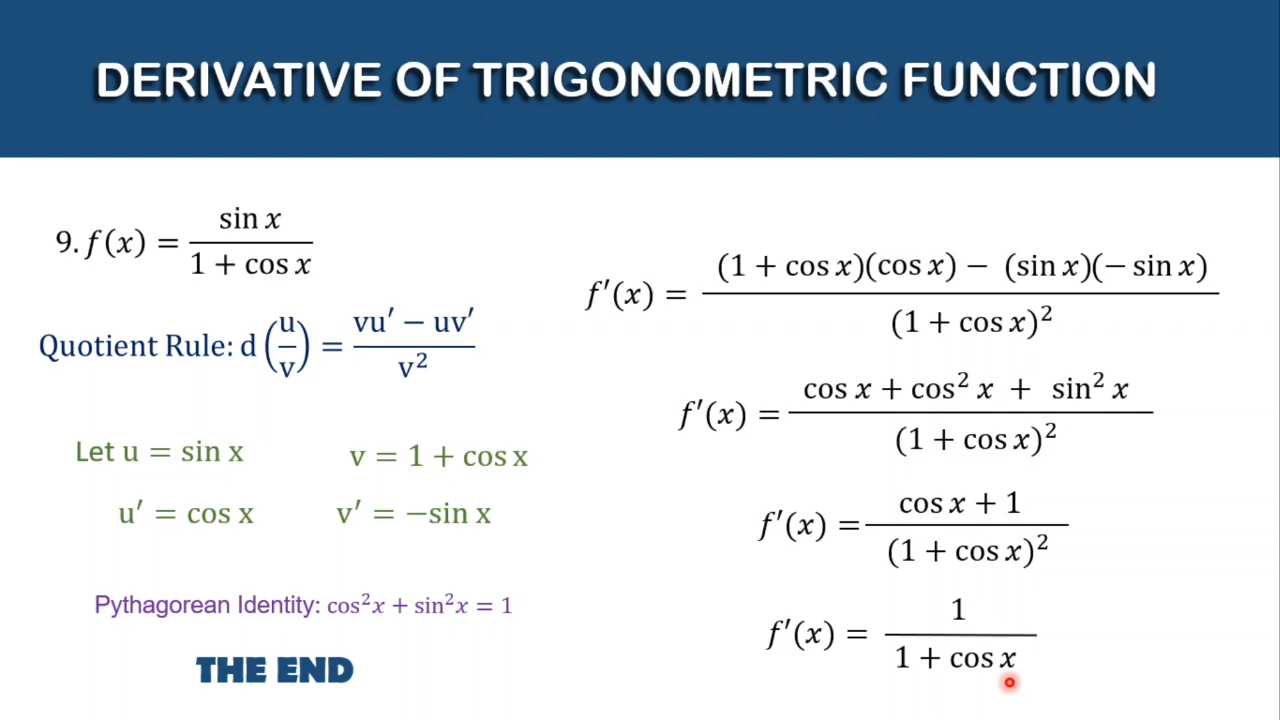 DERIVATIVE OF TRIGONOMETRIC FUNCTION
9. f(x) = sin x / 1 + cos x
Quotient Rule: d (u/v) = vu′ − uv′ / v²
Let u = sin x
v = 1 + cos x
u′ = cos x
v′ = −sin x
Pythagorean Identity: cos²x + sin²x = 1
THE END
f′(x) = (1 + cos x)(cos x) − (sin x)(− sin x) / (1 + cos x)²
f′(x) = cos x + cos² x + sin² x / (1 + cos x)²
f′(x) = cos x + 1 / (1 + cos x)²
f′(x) = 1 / 1 + cos x